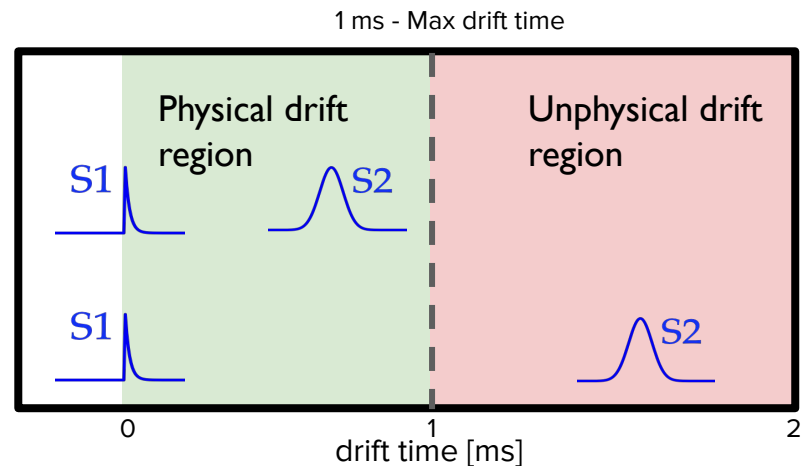 1 ms - Max drift time
Physical drift
region
Unphysical drift
region
S1
S2
S1
S2
0
1
2
drift time [ms]